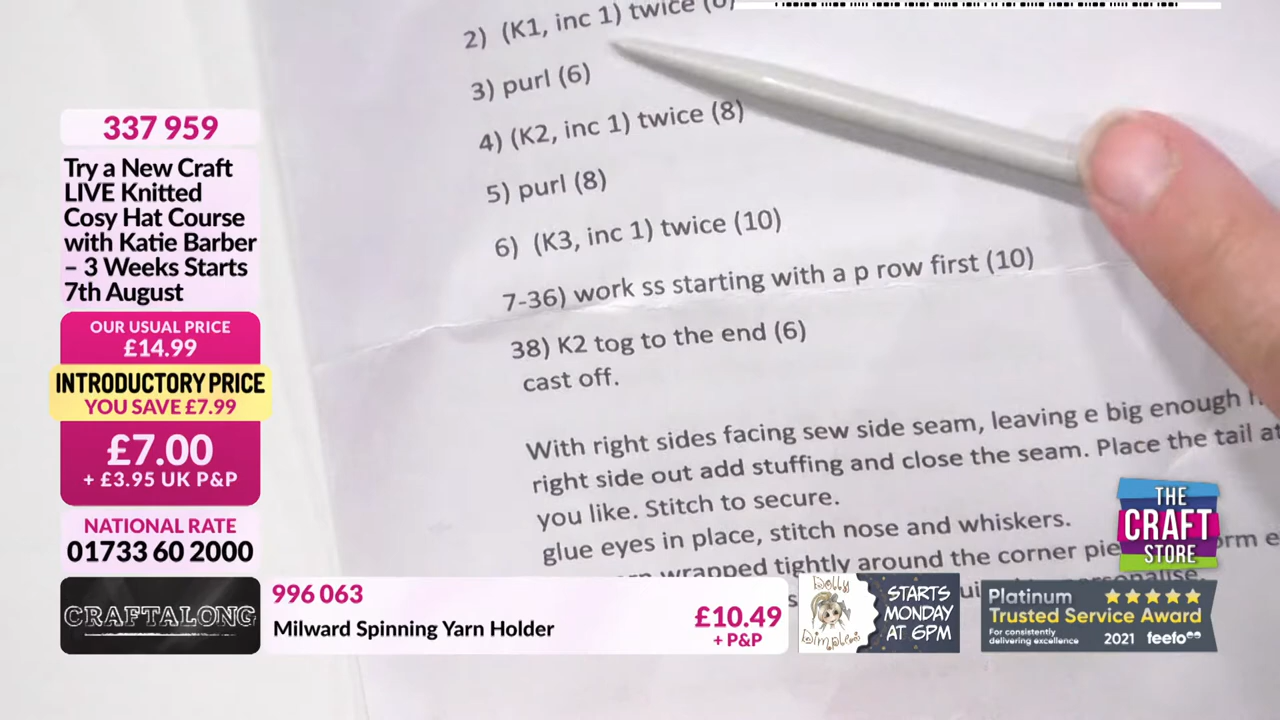 2) (K1, inc 1) twice
3) purl (6)
4) (K2, inc 1) twice (8)
5) purl (8)
6) (K3, inc 1) twice (10)
7-36) work ss starting with a p row first (10)
38) K2 tog to the end (6)
cast off.
With right sides facing sew side seam, leaving e big enough
right side out add stuffing and close the seam. Place the tail
you like. Stitch to secure.
glue eyes in place, stitch nose and whiskers.
wrapped tightly around the corner
337 959
Try a New Craft
LIVE Knitted
Cosy Hat Course
with Katie Barber
– 3 Weeks Starts
7th August
OUR USUAL PRICE
£14.99
INTRODUCTORY PRICE
YOU SAVE £7.99
£7.00
+ £3.95 UK P&P
NATIONAL RATE
01733 60 2000
THE
CRAFT
STORE
CRAFTALONG
996 063
Milward Spinning Yarn Holder
£10.49
+ P&P
Dolly
Dimples
STARTS
MONDAY
AT 6PM
Platinum
Trusted Service Award
For consistently
delivering excellence
2021 feefo